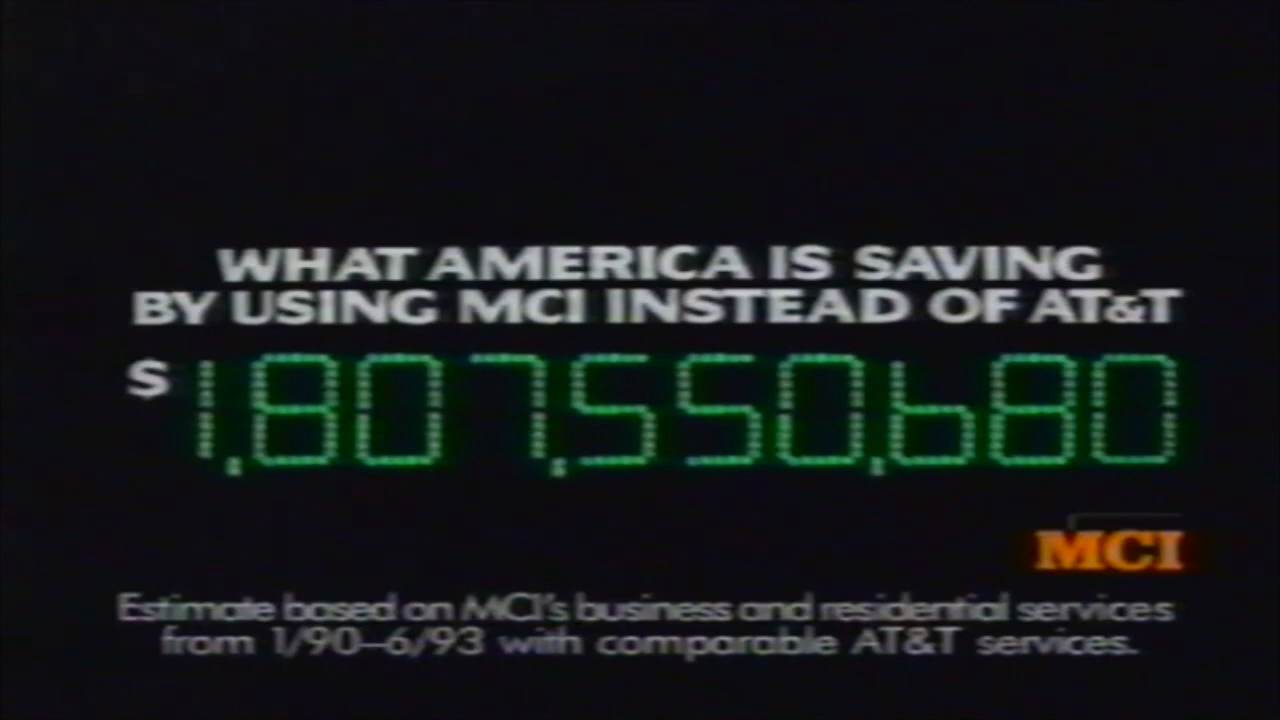 WHAT AMERICA IS SAVING
BY USING MCI INSTEAD OF AT&T
$1,807,550,680
MCI
Estimate based on MCI's business and residential services
from 1/90–6/93 with comparable AT&T services.